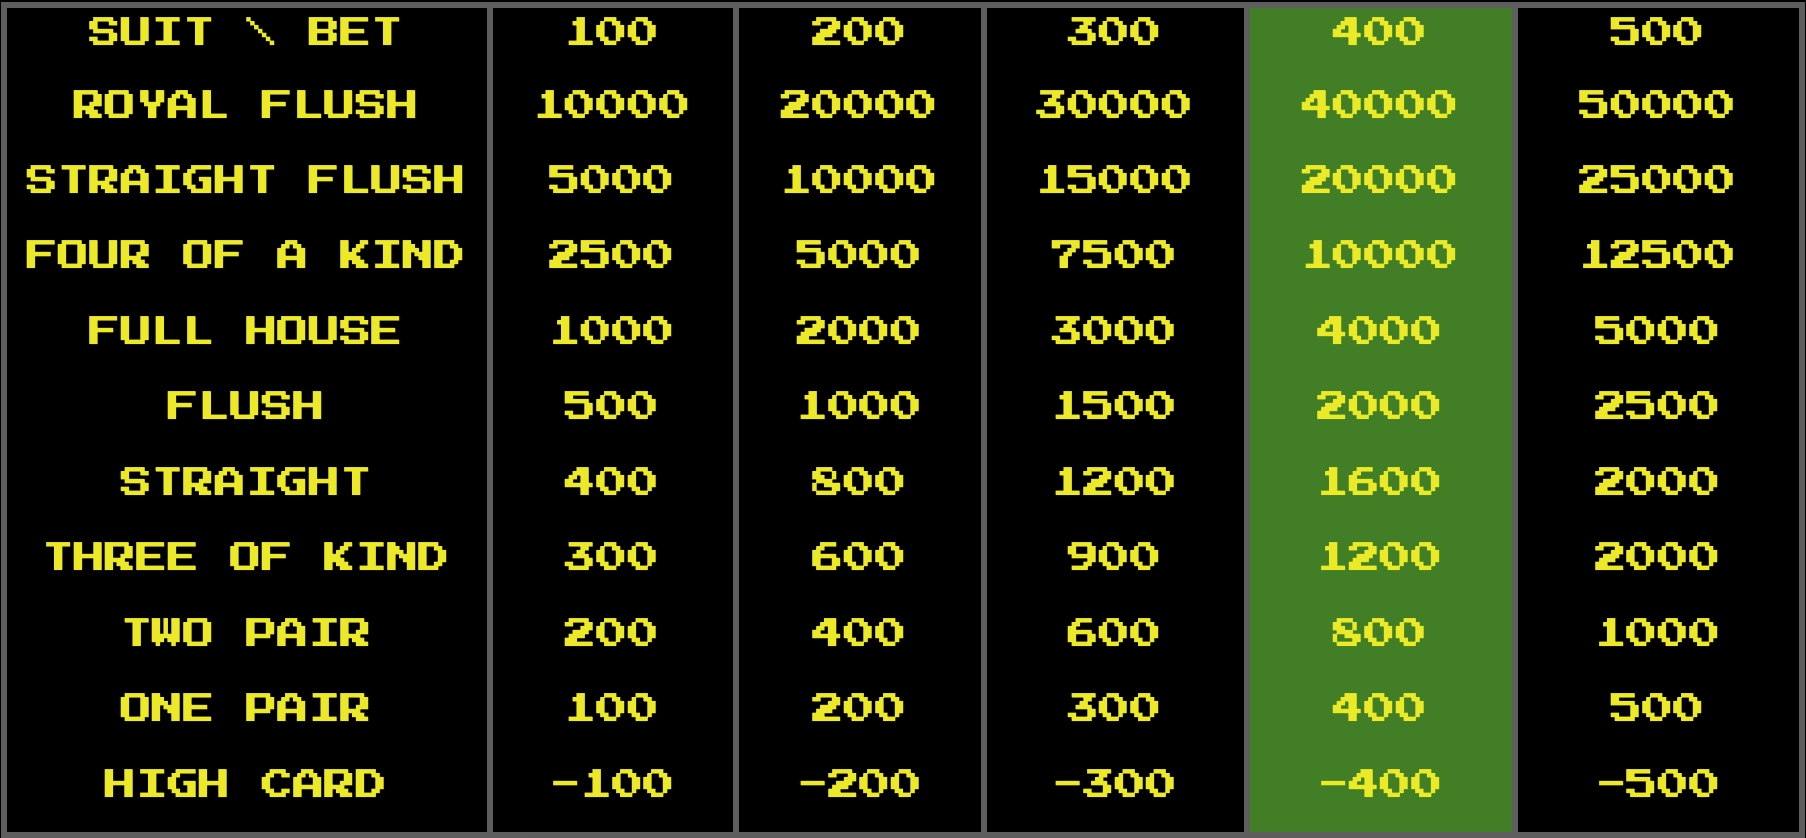 SUIT \ BET 100 200 300 400 500
ROYAL FLUSH 10000 20000 30000 40000 50000
STRAIGHT FLUSH 5000 10000 15000 20000 25000
FOUR OF A KIND 2500 5000 7500 10000 12500
FULL HOUSE 1000 2000 3000 4000 5000
FLUSH 500 1000 1500 2000 2500
STRAIGHT 400 800 1200 1600 2000
THREE OF KIND 300 600 900 1200 2000
TWO PAIR 200 400 600 800 1000
ONE PAIR 100 200 300 400 500
HIGH CARD -100 -200 -300 -400 -500